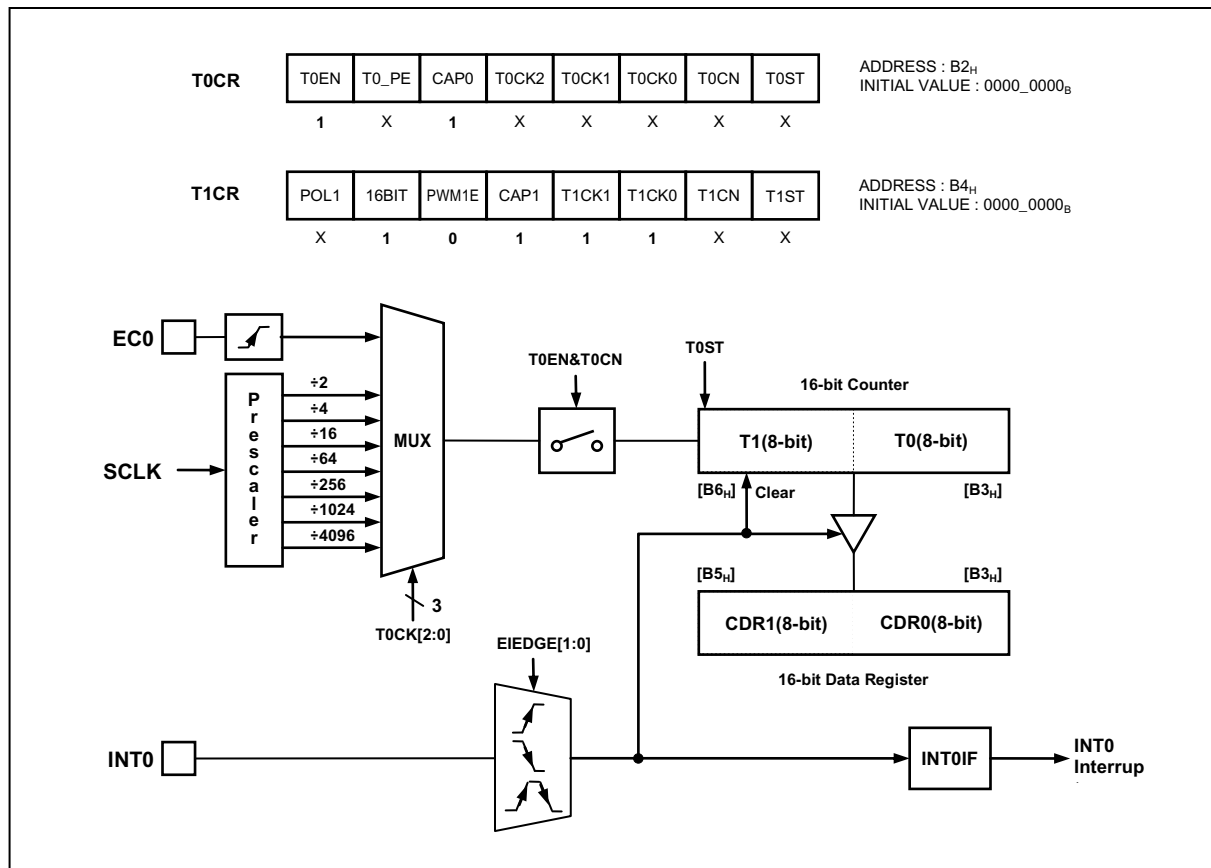 T0CR T0EN T0_PE CAP0 T0CK2 T0CK1 T0CK0 T0CN T0ST
ADDRESS : B2H
INITIAL VALUE : 0000_0000B
1 X 1 X X X X X
T1CR POL1 16BIT PWM1E CAP1 T1CK1 T1CK0 T1CN T1ST
ADDRESS : B4H
INITIAL VALUE : 0000_0000B
X 1 0 1 1 1 X X
EC0
SCLK
Prescaler
÷2
÷4
÷16
÷64
÷256
÷1024
÷4096
MUX
3
T0CK[2:0]
T0EN&T0CN
T0ST
16-bit Counter
T1(8-bit) T0(8-bit)
[B6H] Clear [B3H]
[B5H] [B3H]
CDR1(8-bit) CDR0(8-bit)
16-bit Data Register
EIEDGE[1:0]
INT0
INT0IF
INT0
Interrup